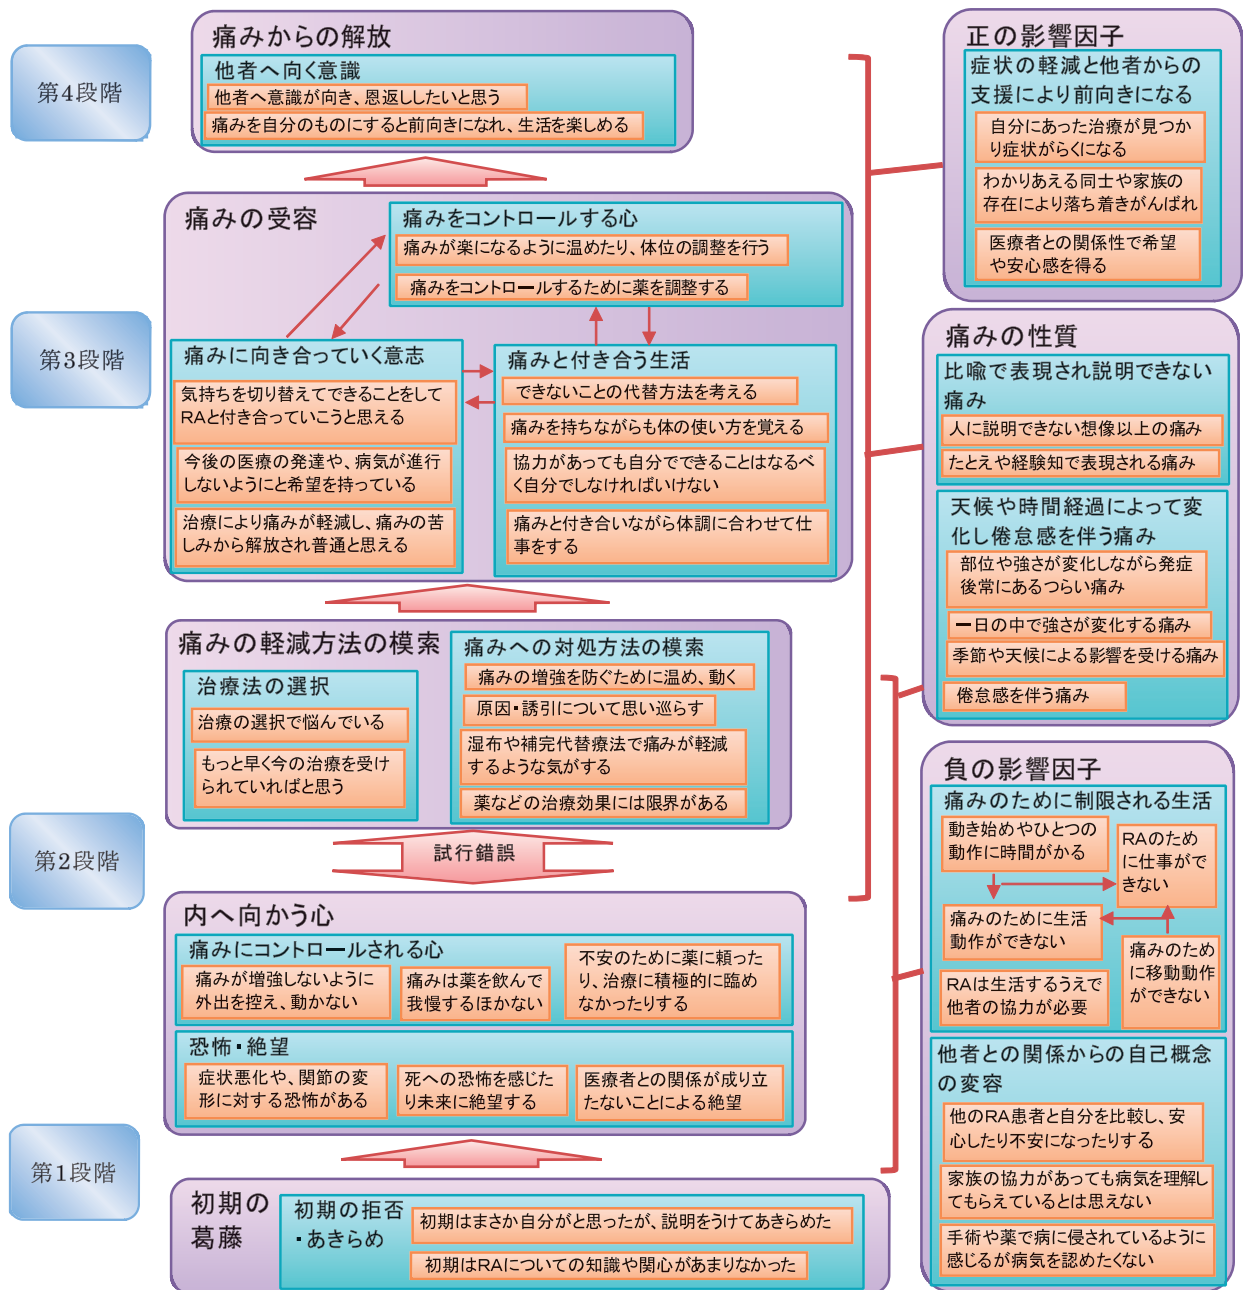 第4段階
痛みからの解放
他者へ向く意識
他者へ意識が向き、恩返ししたいと思う
痛みを自分のものにすると前向きになれ、生活を楽しめる
第3段階
痛みの受容
痛みをコントロールする心
痛みが楽になるように温めたり、体位の調整を行う
痛みをコントロールするために薬を調整する
痛みに向き合っていく意志
気持ちを切り替えてできることをして
RAと付き合っていこうと思える
今後の医療の発達や、病気が進行
しないようにと希望を持っている
治療により痛みが軽減し、痛みの苦
しみから解放され普通と思える
痛みと付き合う生活
できないことの代替方法を考える
痛みを持ちながらも体の使い方を覚える
協力があっても自分でできることはなるべ
く自分でしなければいけない
痛みと付き合いながら体調に合わせて仕
事をする
第2段階
痛みの軽減方法の模索
治療法の選択
治療の選択で悩んでいる
もっと早く今の治療を受け
られていればと思う
痛みへの対処方法の模索
痛みの増強を防ぐために温め、動く
原因・誘引について思い巡らす
湿布や補完代替療法で痛みが軽減
するような気がする
薬などの治療効果には限界がある
試行錯誤
内へ向かう心
痛みにコントロールされる心
痛みが増強しないように
外出を控え、動かない
痛みは薬を飲んで
我慢するほかない
不安のために薬に頼った
り、治療に積極的に臨め
なかったりする
恐怖・絶望
症状悪化や、関節の変
形に対する恐怖がある
死への恐怖を感じた
り未来に絶望する
医療者との関係が成り立
たないことによる絶望
第1段階
初期の
葛藤
初期の拒否
・あきらめ
初期はまさか自分がと思ったが、説明をうけてあきらめた
初期はRAについての知識や関心があまりなかった
正の影響因子
症状の軽減と他者からの
支援により前向きになる
自分にあった治療が見つか
り症状がらくになる
わかりあえる同士や家族の
存在により落ち着きがんばれ
医療者との関係性で希望
や安心感を得る
痛みの性質
比喩で表現され説明できない
痛み
人に説明できない想像以上の痛み
たとえや経験知で表現される痛み
天候や時間経過によって変
化し倦怠感を伴う痛み
部位や強さが変化しながら発症
後常にあるつらい痛み
一日の中で強さが変化する痛み
季節や天候による影響を受ける痛み
倦怠感を伴う痛み
負の影響因子
痛みのために制限される生活
動き始めやひとつの
動作に時間がかる
RAのため
に仕事がで
きない
痛みのために生活
動作ができない
痛みのため
に移動動作
ができない
RAは生活するうえで
他者の協力が必要
他者との関係からの自己概念
の変容
他のRA患者と自分を比較し、安
心したり不安になったりする
家族の協力があっても病気を理解し
てもらえているとは思えない
手術や薬で病に侵されているように
感じるが病気を認めたくない